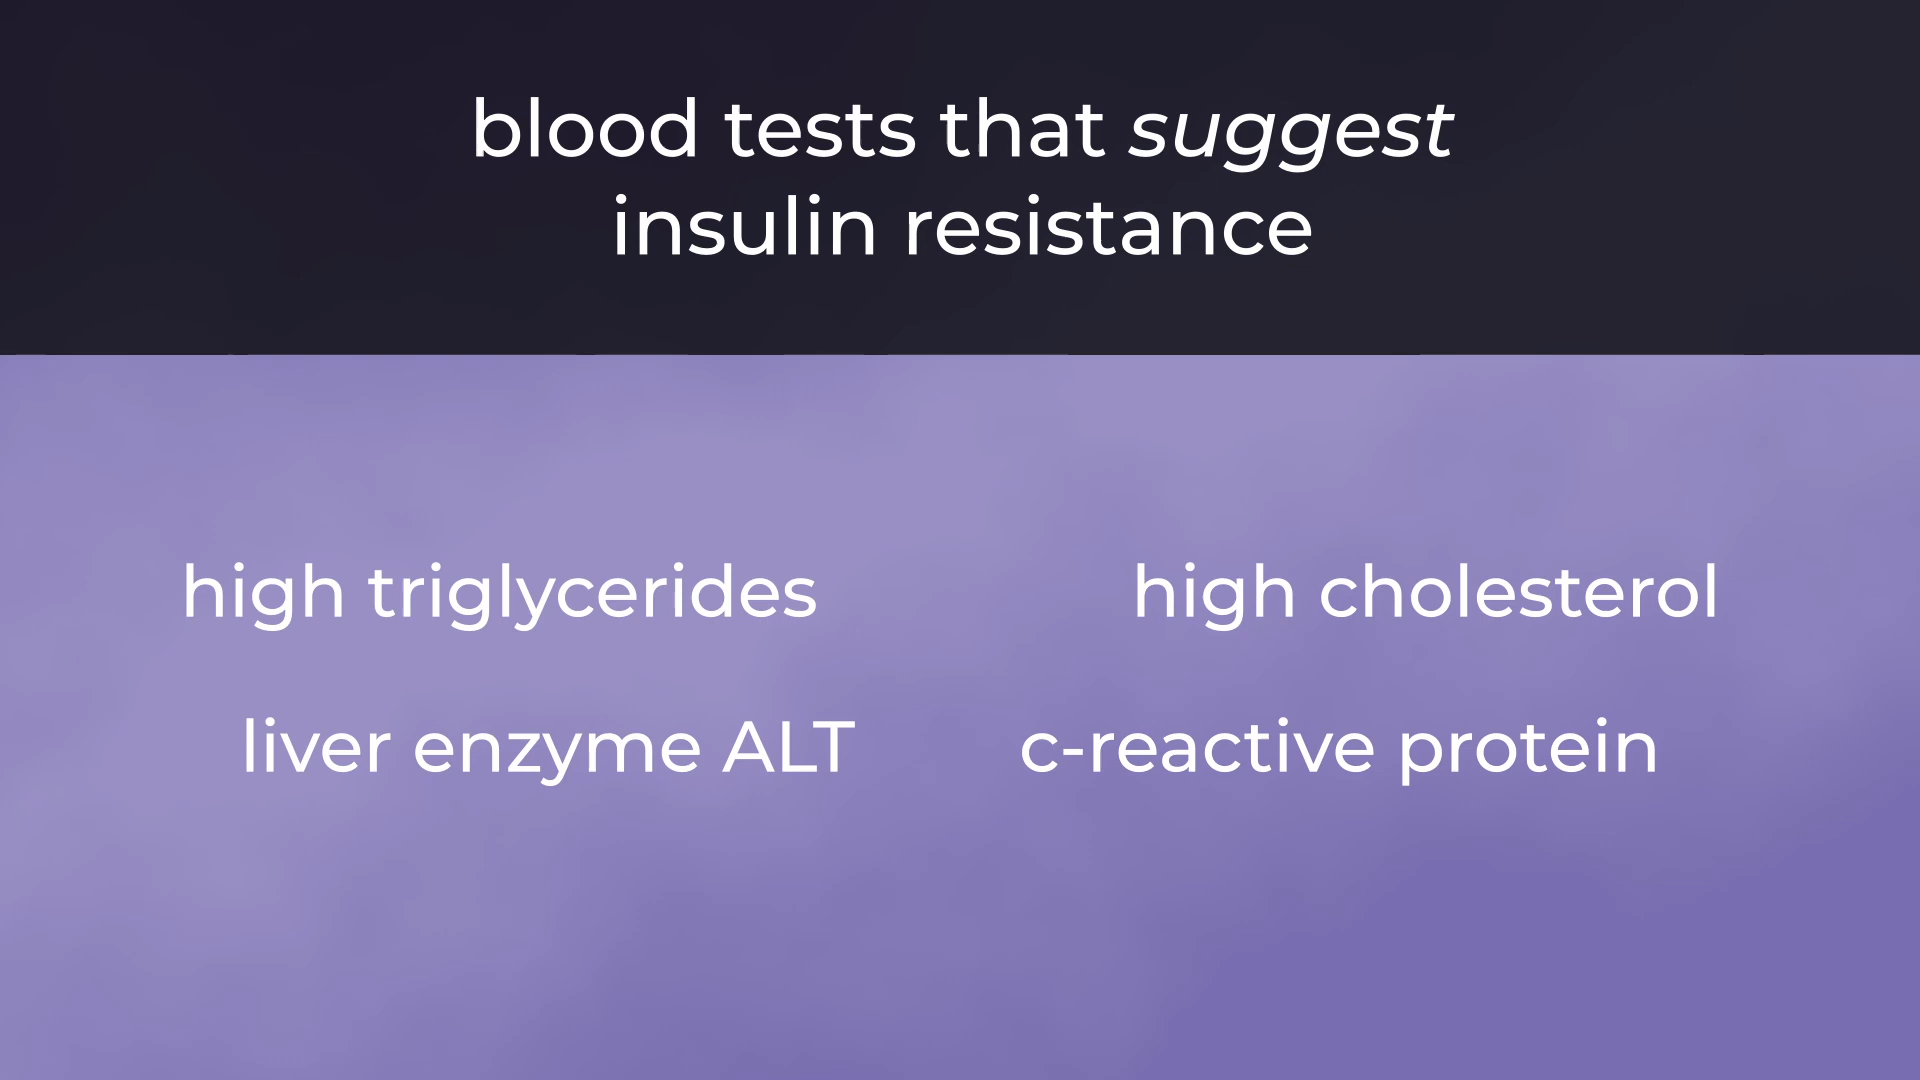 blood tests that suggest
insulin resistance
high triglycerides
high cholesterol
liver enzyme ALT
c-reactive protein